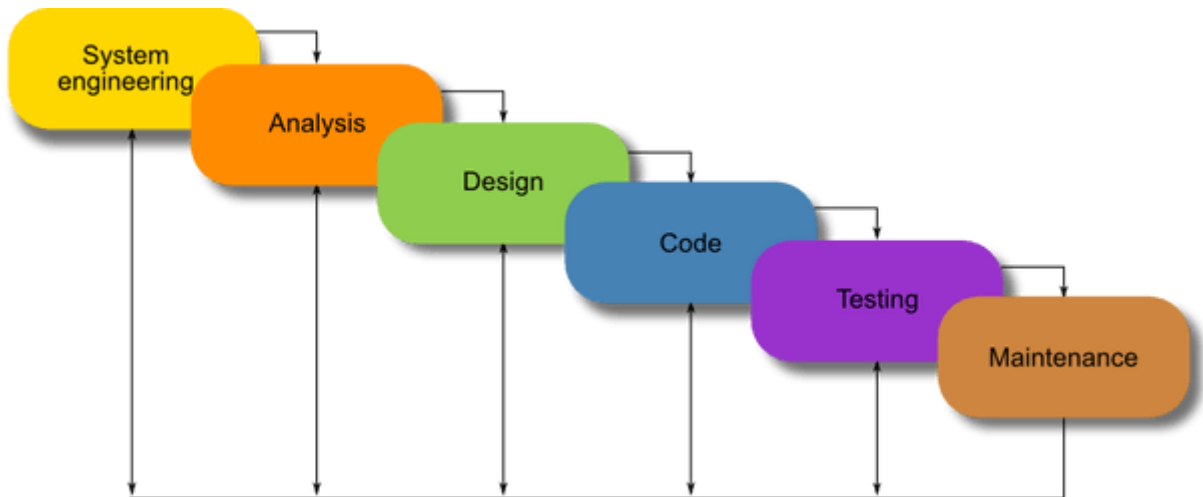 System
engineering
Analysis
Design
Code
Testing
Maintenance